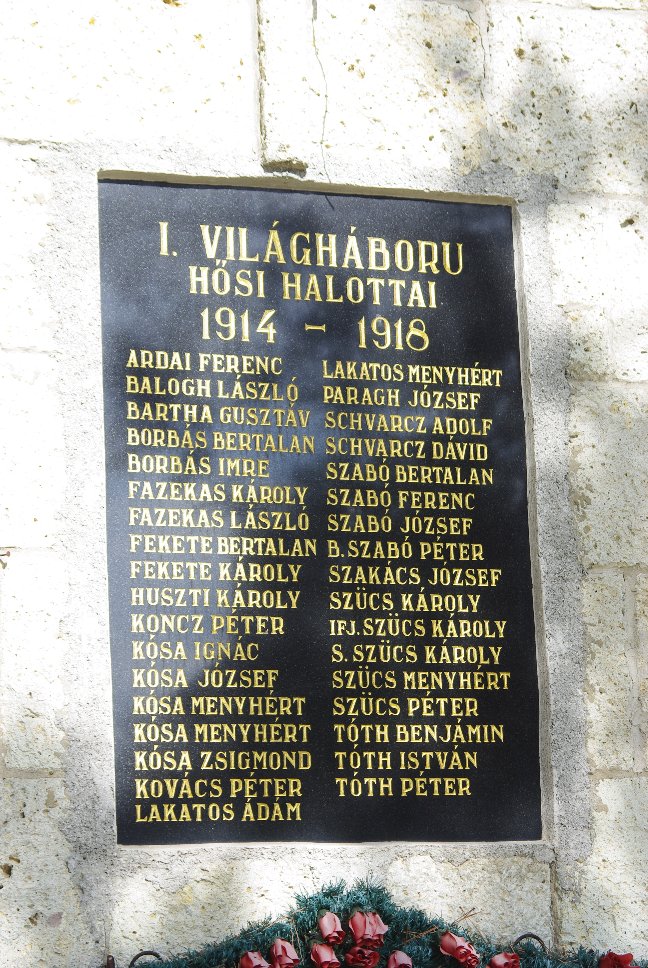 I. VILÁGHÁBORU
HŐSI HALOTTAI
1914 – 1918
ARDAI FERENC
BALOGH LÁSZLÓ
BARTHA GUSZTÁV
BORBÁS BERTALAN
BORBÁS IMRE
FAZEKAS KÁROLY
FAZEKAS LÁSZLÓ
FEKETE BERTALAN
FEKETE KÁROLY
HUSZTI KÁROLY
KONCZ PÉTER
KÓSA IGNÁC
KÓSA JÓZSEF
KÓSA MENYHÉRT
KÓSA MENYHÉRT
KÓSA ZSIGMOND
KOVÁCS PÉTER
LAKATOS ÁDÁM
LAKATOS MENYHÉRT
PARAGH JÓZSEF
SCHVARCZ ADOLF
SCHVARCZ DÁVID
SZABÓ BERTALAN
SZABÓ FERENC
SZABÓ JÓZSEF
B. SZABÓ PÉTER
SZAKÁCS JÓZSEF
SZÜCS KÁROLY
IFJ. SZÜCS KÁROLY
S. SZÜCS KÁROLY
SZÜCS MENYHÉRT
SZÜCS PÉTER
TÓTH BENJÁMIN
TÓTH ISTVÁN
TÓTH PÉTER